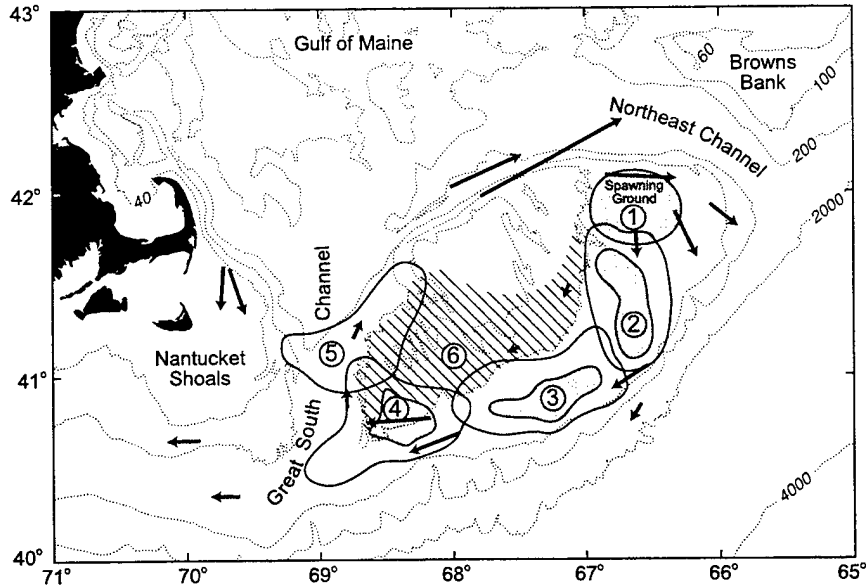 43°
Gulf of Maine
60
Browns
Bank
100
Northeast Channel
200
42°
40
Spawning
Ground
1
2000
Channel
2
Nantucket
Shoals
5
6
41°
3
4
Great South
4000
40°
71°
70°
69°
68°
67°
66°
65°